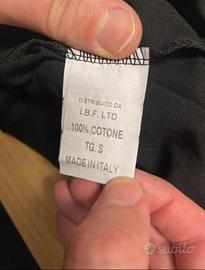 DISTRIBUITO DA
I.B.F. LTD
100% COTONE
TG. S
MADE IN ITALY
subito